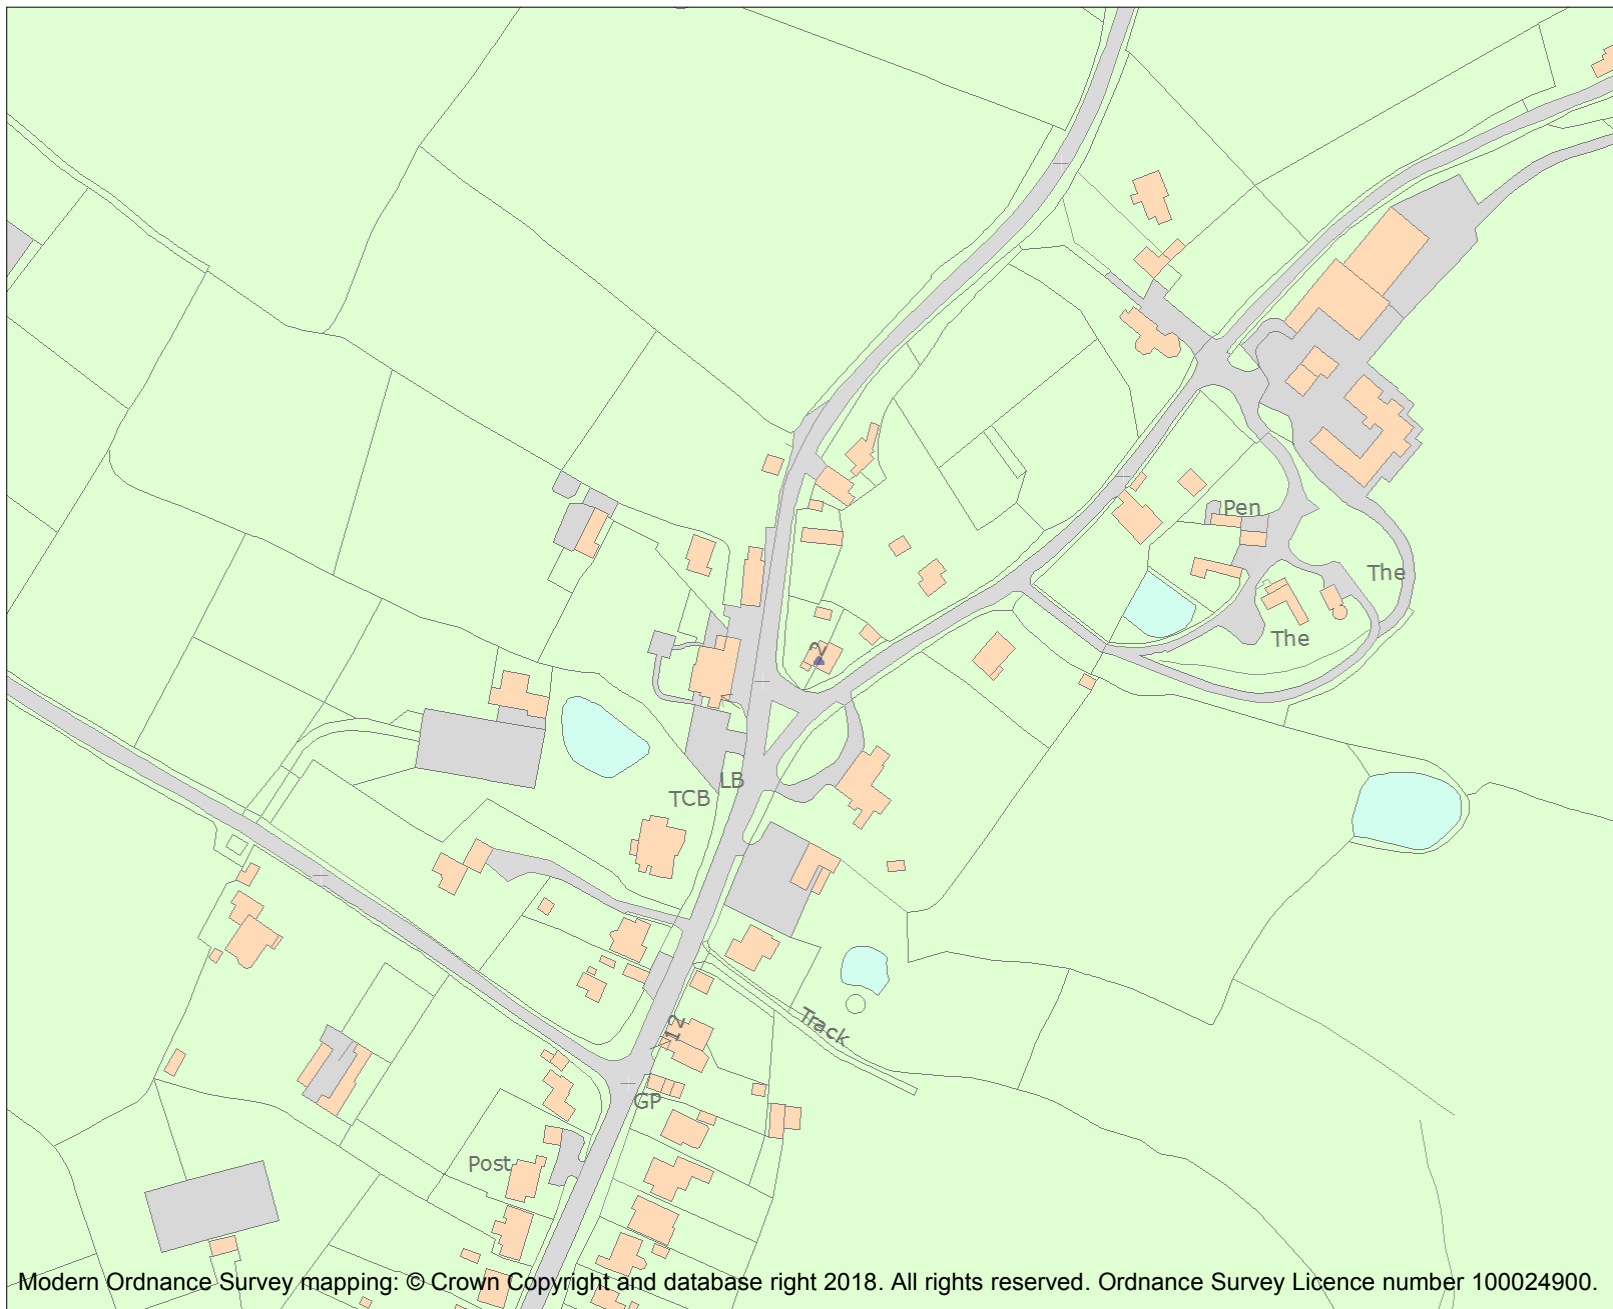 Pen
The
The
2
LB
TCB
Track
12
GP
Post
Modern Ordnance Survey mapping: © Crown Copyright and database right 2018. All rights reserved. Ordnance Survey Licence number 100024900.